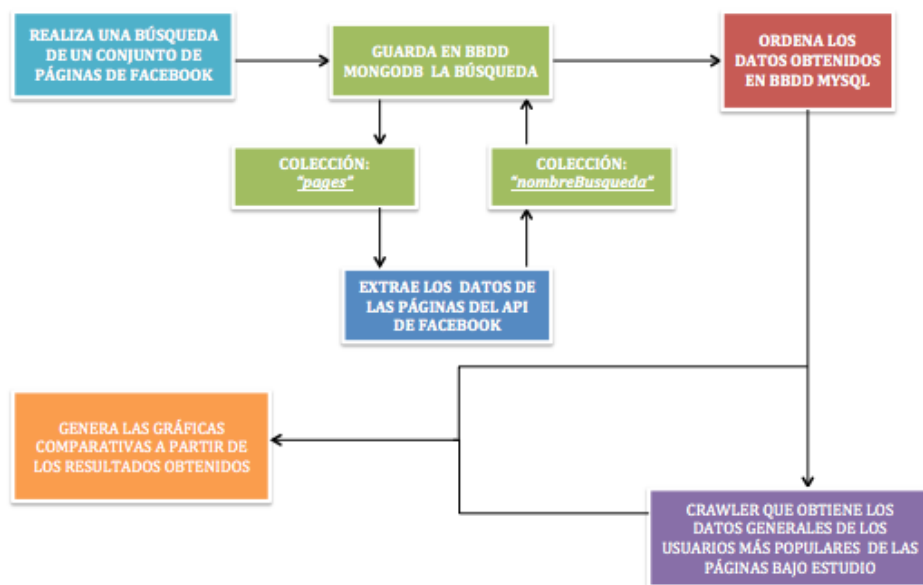 REALIZA UNA BÚSQUEDA
DE UN CONJUNTO DE
PÁGINAS DE FACEBOOK
GUARDA EN BBDD
MONGODB LA BÚSQUEDA
ORDENA LOS
DATOS OBTENIDOS
EN BBDD MYSQL
COLECCIÓN:
"pages"
COLECCIÓN:
"nombreBusqueda"
EXTRAE LOS DATOS DE
LAS PÁGINAS DEL API
DE FACEBOOK
GENERA LAS GRÁFICAS
COMPARATIVAS A PARTIR DE
LOS RESULTADOS OBTENIDOS
CRAWLER QUE OBTIENE LOS
DATOS GENERALES DE LOS
USUARIOS MÁS POPULARES DE LAS
PÁGINAS BAJO ESTUDIO